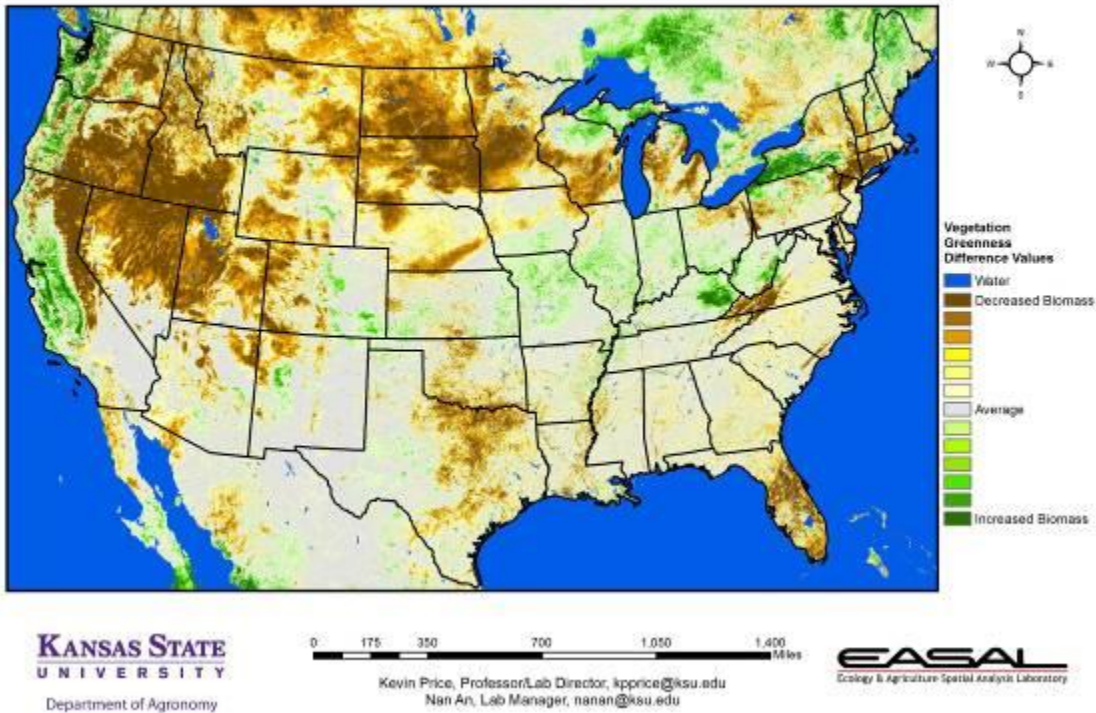 N
W
E
S
Vegetation
Greenness
Difference Values
Water
Decreased Biomass
Average
Increased Biomass
KANSAS STATE
UNIVERSITY
Department of Agronomy
0 175 350 700 1,050 1,400
Miles
Kevin Price, Professor/Lab Director, kpprice@ksu.edu
Nan An, Lab Manager, nanan@ksu.edu
EASAL
Ecology & Agriculture Spatial Analysis Laboratory